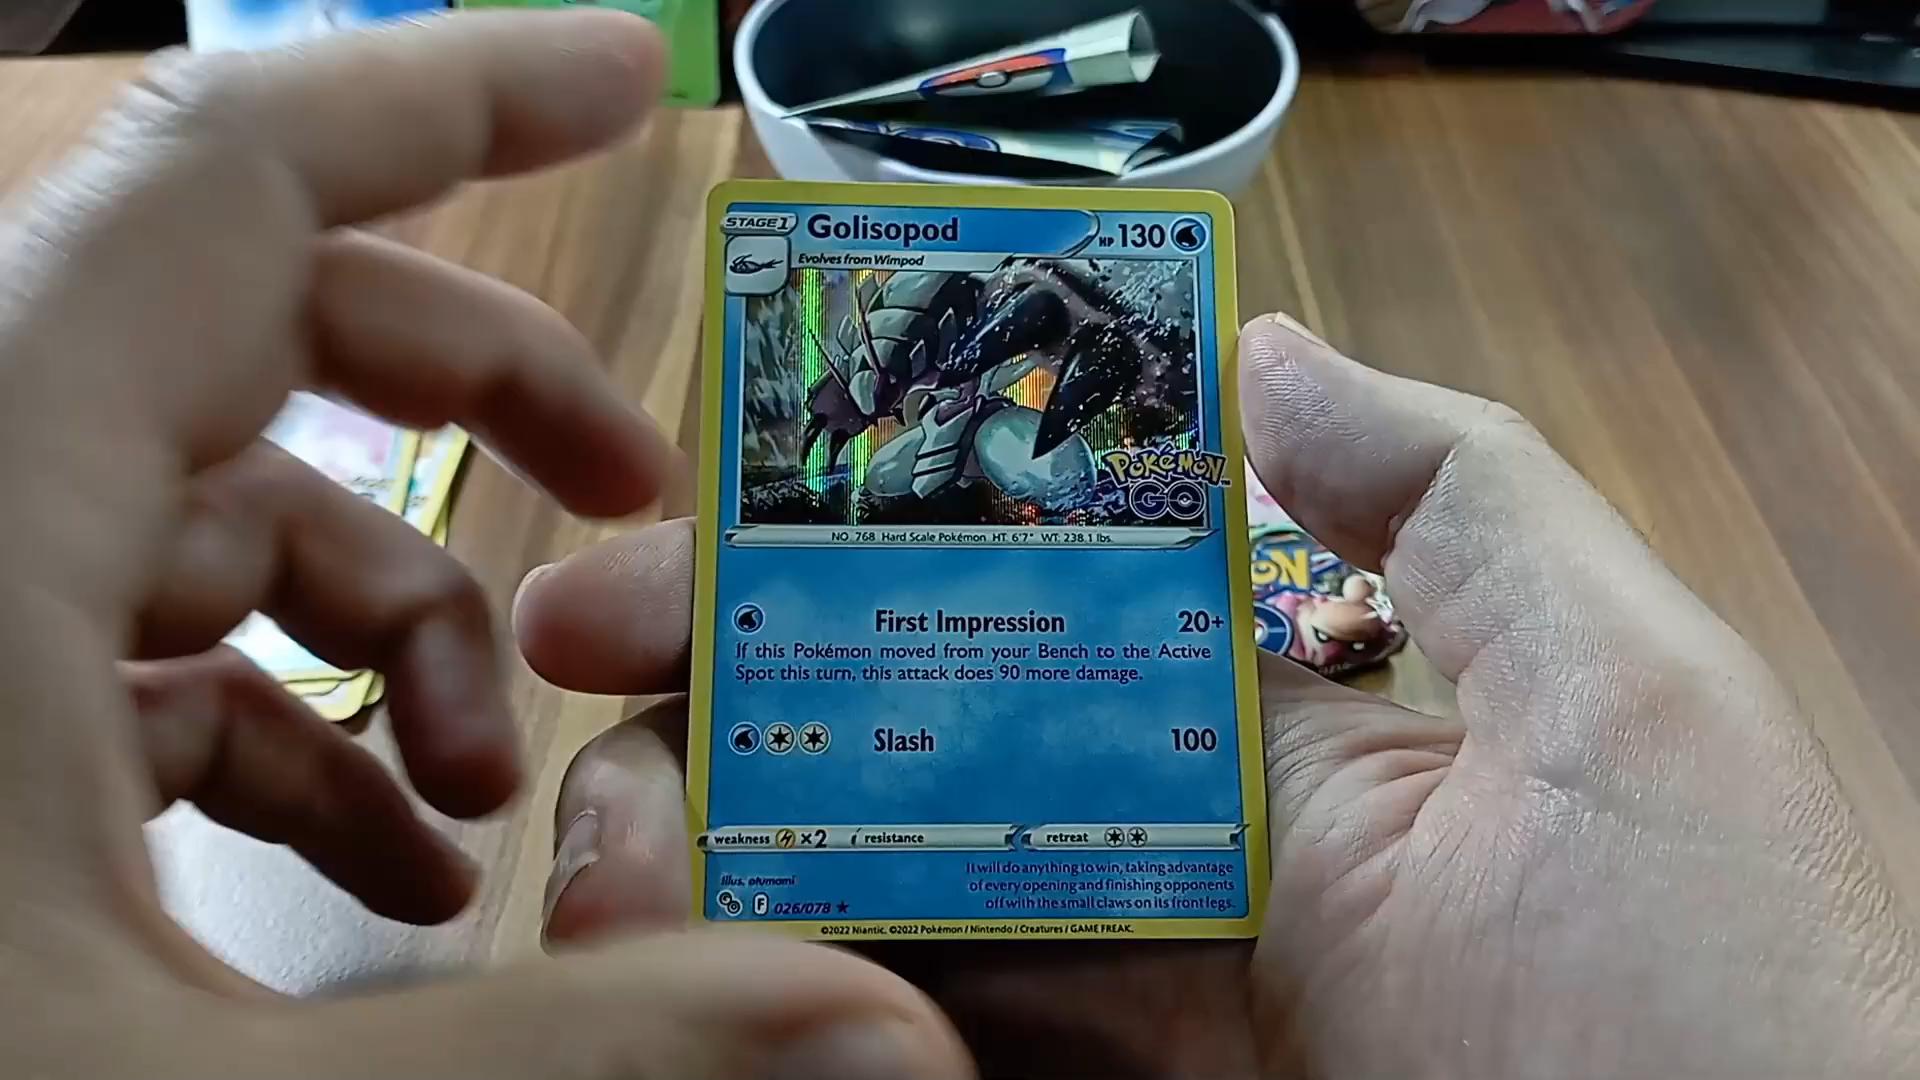 STAGE 1
Golisopod
HP 130
Evolves from Wimpod
POKéMON
GO
NO. 768 Hard Scale Pokémon HT: 6'7" WT: 238.1 lbs.
First Impression 20+
If this Pokémon moved from your Bench to the Active
Spot this turn, this attack does 90 more damage.
Slash 100
weakness ×2 resistance retreat
It will do anything to win, taking advantage
of every opening and finishing opponents
off with the small claws on its front legs.
Illus. otumami
F 026/078 ★
©2022 Niantic. ©2022 Pokémon / Nintendo / Creatures / GAME FREAK.
ON